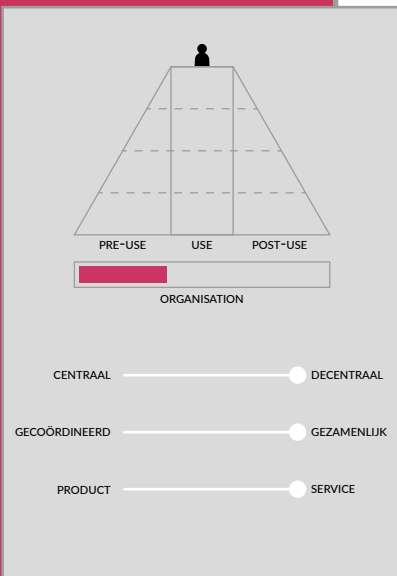 PRE-USE USE POST-USE
ORGANISATION
CENTRAAL DECENTRAAL
GECOÖRDINEERD GEZAMENLIJK
PRODUCT SERVICE